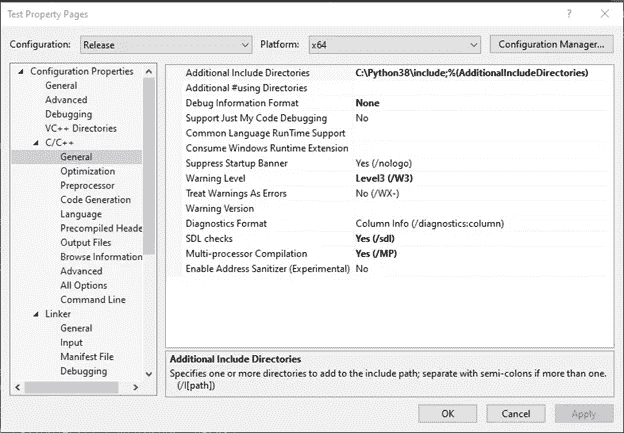 Test Property Pages
? ×
Configuration: Release Platform: x64 Configuration Manager...
Configuration Properties
General
Advanced
Debugging
VC++ Directories
C/C++
General
Optimization
Preprocessor
Code Generation
Language
Precompiled Heade
Output Files
Browse Information
Advanced
All Options
Command Line
Linker
General
Input
Manifest File
Debugging
Additional Include Directories C:\Python38\include;%(AdditionalIncludeDirectories)
Additional #using Directories
Debug Information Format None
Support Just My Code Debugging No
Common Language RunTime Support
Consume Windows Runtime Extension
Suppress Startup Banner Yes (/nologo)
Warning Level Level3 (/W3)
Treat Warnings As Errors No (/WX-)
Warning Version
Diagnostics Format Column Info (/diagnostics:column)
SDL checks Yes (/sdl)
Multi-processor Compilation Yes (/MP)
Enable Address Sanitizer (Experimental) No
Additional Include Directories
Specifies one or more directories to add to the include path; separate with semi-colons if more than one.
(/I[path])
OK Cancel Apply